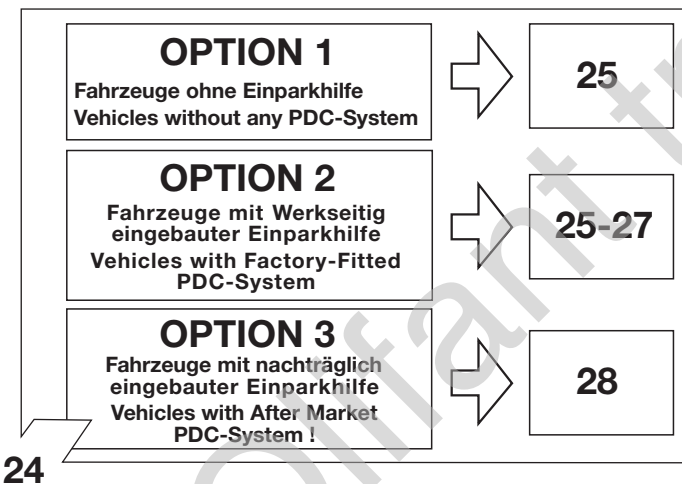 OPTION 1
Fahrzeuge ohne Einparkhilfe
Vehicles without any PDC-System
25
OPTION 2
Fahrzeuge mit Werkseitig
eingebauter Einparkhilfe
Vehicles with Factory-Fitted
PDC-System
25-27
OPTION 3
Fahrzeuge mit nachträglich
eingebauter Einparkhilfe
Vehicles with After Market
PDC-System !
28
24